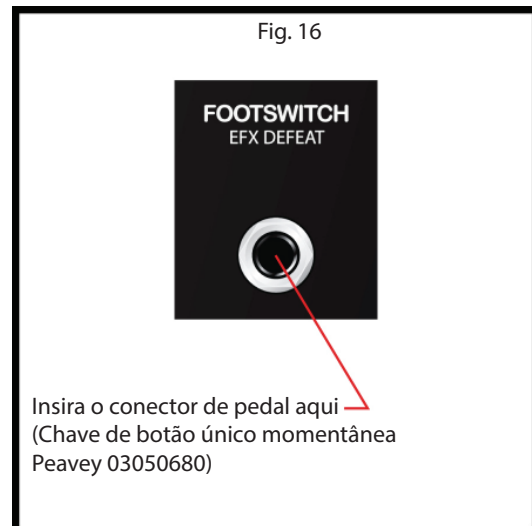 Fig. 16
FOOTSWITCH
EFX DEFEAT
Insira o conector de pedal aqui
(Chave de botão único momentânea
Peavey 03050680)